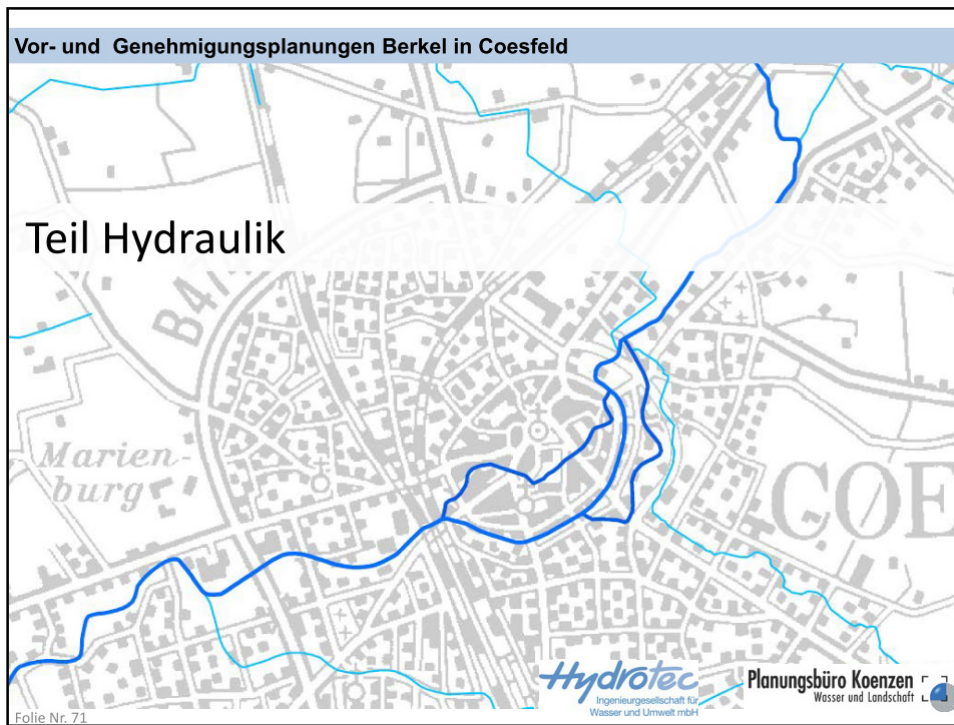 Vor- und Genehmigungsplanungen Berkel in Coesfeld
Teil Hydraulik
B4
Marien-
burg
COE
Hydrotec
Ingenieurgesellschaft für
Wasser und Umwelt mbH
Planungsbüro Koenzen
Wasser und Landschaft
Folie Nr. 71